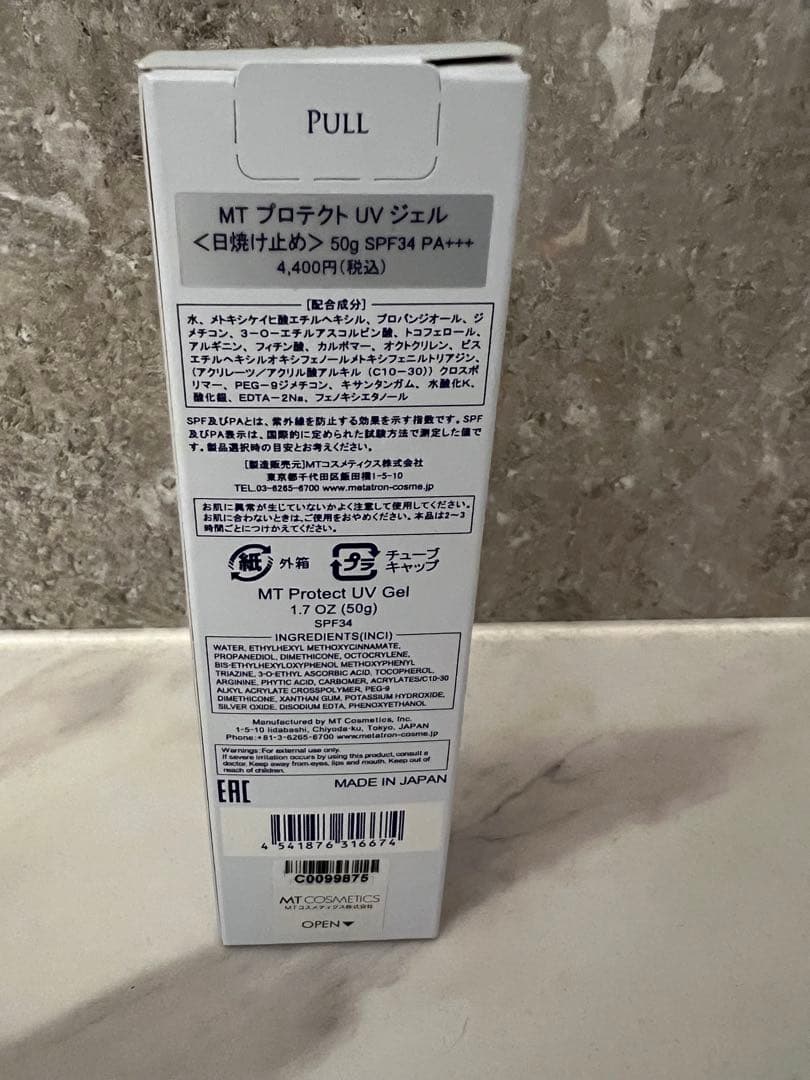 PULL
MT プロテクト UV ジェル
＜日焼け止め＞ 50g SPF34 PA+++
4,400円(税込)
[配合成分]
水、メトキシケイヒ酸エチルヘキシル、プロパンジオール、ジ
メチコン、3-O-エチルアスコルビン酸、トコフェロール、
アルギニン、フィチン酸、カルボマー、オクトクリレン、ビス
エチルヘキシルオキシフェノールメトキシフェニルトリアジン、
(アクリレーツ/アクリル酸アルキル (C10-30)) クロスポ
リマー、PEG-9ジメチコン、キサンタンガム、水酸化K、
酸化銀、EDTA-2Na、フェノキシエタノール
SPF及びPAとは、紫外線を防止する効果を示す指数です。SPF
及びPA表示は、国際的に定められた試験方法で測定した値で
す。製品選択時の目安とお考えください。
[製造販売元]MTコスメティクス株式会社
東京都千代田区飯田橋1-5-10
TEL.03-6265-6700 www.metatron-cosme.jp
お肌に異常が生じていないかよく注意して使用してください。
お肌に合わないときは、ご使用をおやめください。本品は2〜3
時間ごとにつけかえてください。
紙 外箱 プラ チューブ
キャップ
MT Protect UV Gel
1.7 OZ (50g)
SPF34
INGREDIENTS(INCI)
WATER, ETHYLHEXYL METHOXYCINNAMATE,
PROPANEDIOL, DIMETHICONE, OCTOCRYLENE,
BIS-ETHYLHEXYLOXYPHENOL METHOXYPHENYL
TRIAZINE, 3-O-ETHYL ASCORBIC ACID, TOCOPHEROL,
ARGININE, PHYTIC ACID, CARBOMER, ACRYLATES/C10-30
ALKYL ACRYLATE CROSSPOLYMER, PEG-9
DIMETHICONE, XANTHAN GUM, POTASSIUM HYDROXIDE,
SILVER OXIDE, DISODIUM EDTA, PHENOXYETHANOL
Manufactured by MT Cosmetics, Inc.
1-5-10 Iidabashi, Chiyoda-ku, Tokyo, JAPAN
Phone:+81-3-6265-6700 www.metatron-cosme.jp
Warnings: For external use only.
If severe irritation occurs by using this product, consult a
doctor. Keep away from eyes, lips and mouth. Keep out of
reach of children.
EAC MADE IN JAPAN
4 541876 316674
C0099875
MT COSMETICS
MTコスメティクス株式会社
OPEN▼